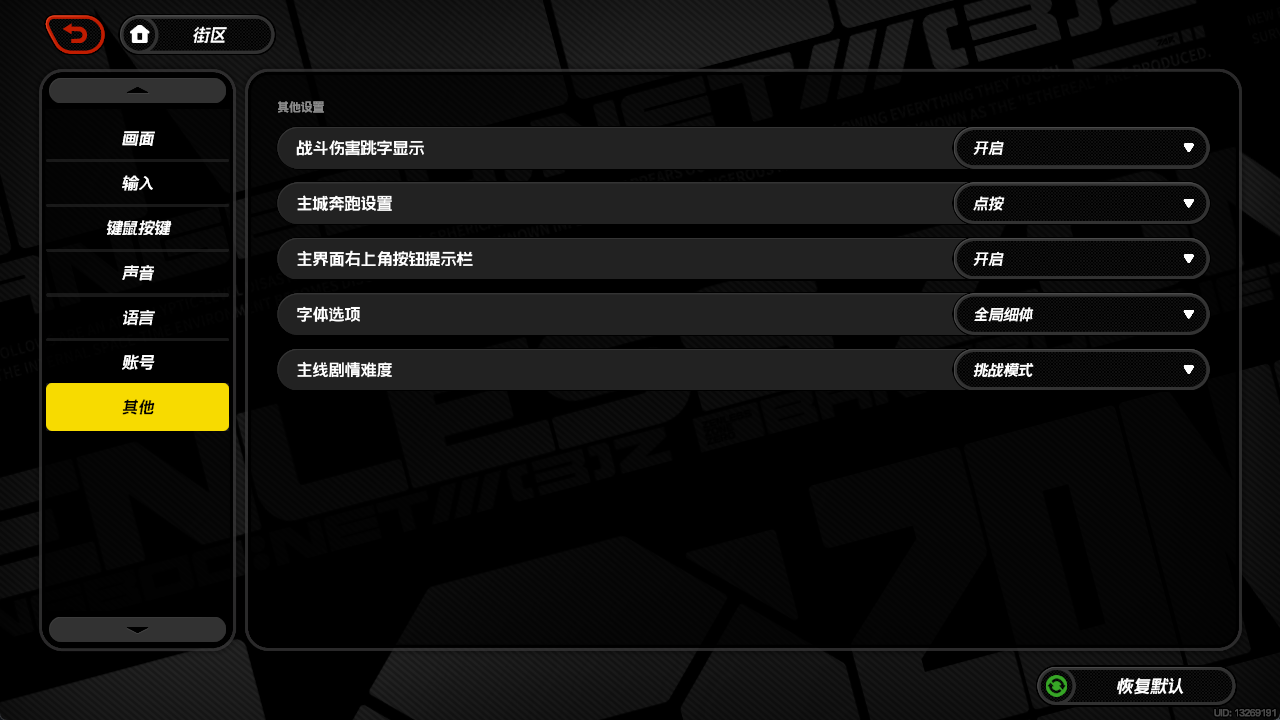 街区
画面
输入
键鼠按键
声音
语言
账号
其他
其他设置
战斗伤害跳字显示 开启
主城奔跑设置 点按
主界面右上角按钮提示栏 开启
字体选项 全局细体
主线剧情难度 挑战模式
恢复默认
UID: 13269191